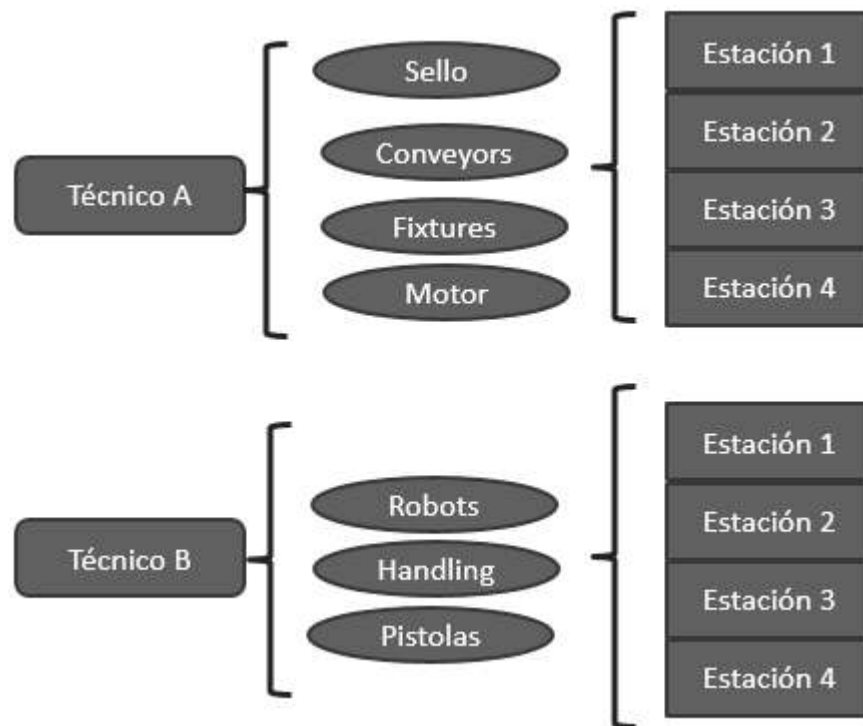 Técnico A
Sello
Conveyors
Fixtures
Motor
Estación 1
Estación 2
Estación 3
Estación 4
Técnico B
Robots
Handling
Pistolas
Estación 1
Estación 2
Estación 3
Estación 4